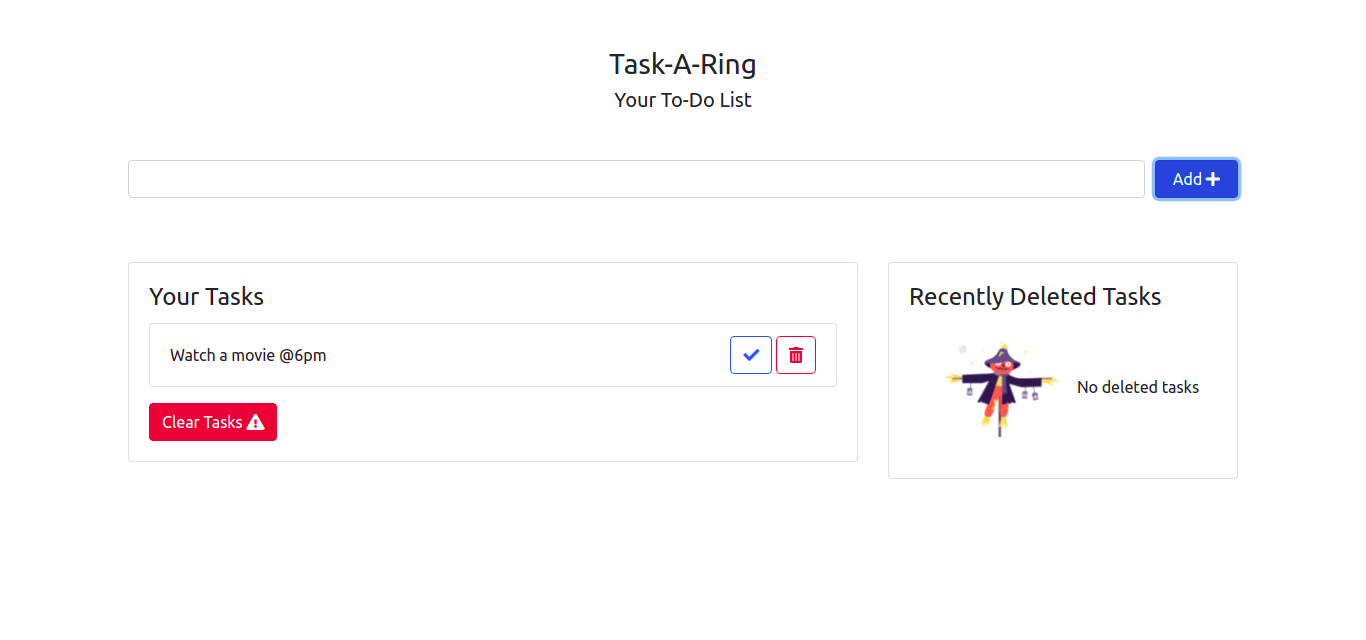 Task-A-Ring
Your To-Do List
Add
Your Tasks
Watch a movie @6pm
Clear Tasks
Recently Deleted Tasks
No deleted tasks